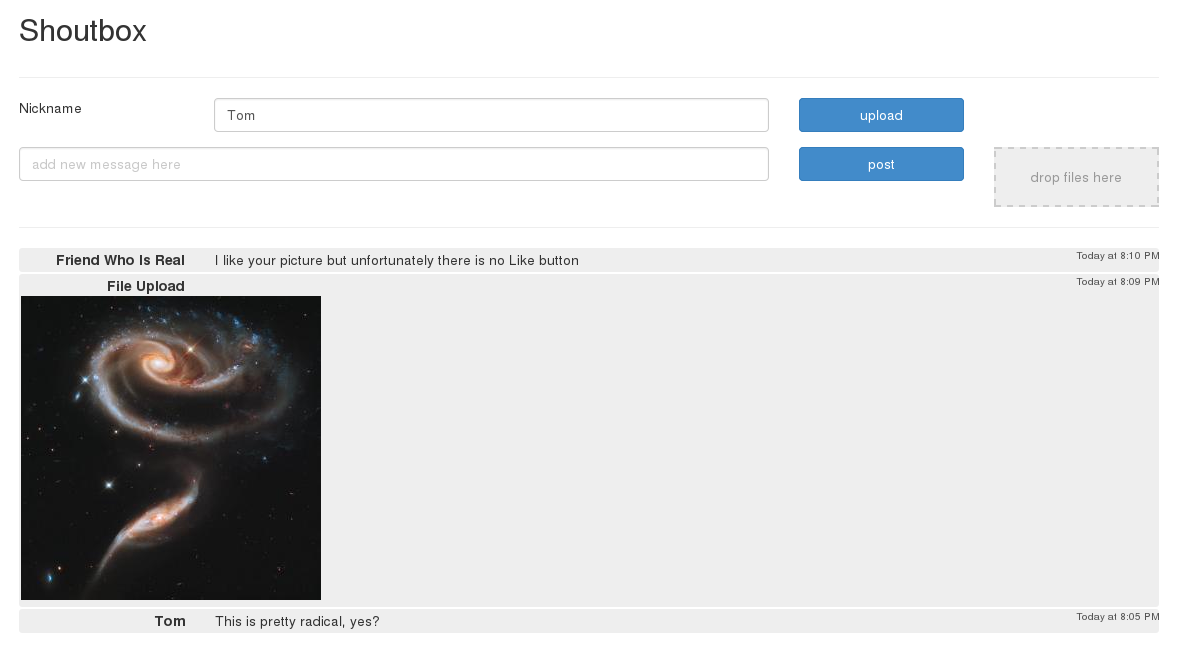 Shoutbox
Nickname
Tom
upload
add new message here
post
drop files here
Friend Who Is Real I like your picture but unfortunately there is no Like button Today at 8:10 PM
File Upload Today at 8:09 PM
Tom This is pretty radical, yes? Today at 8:05 PM